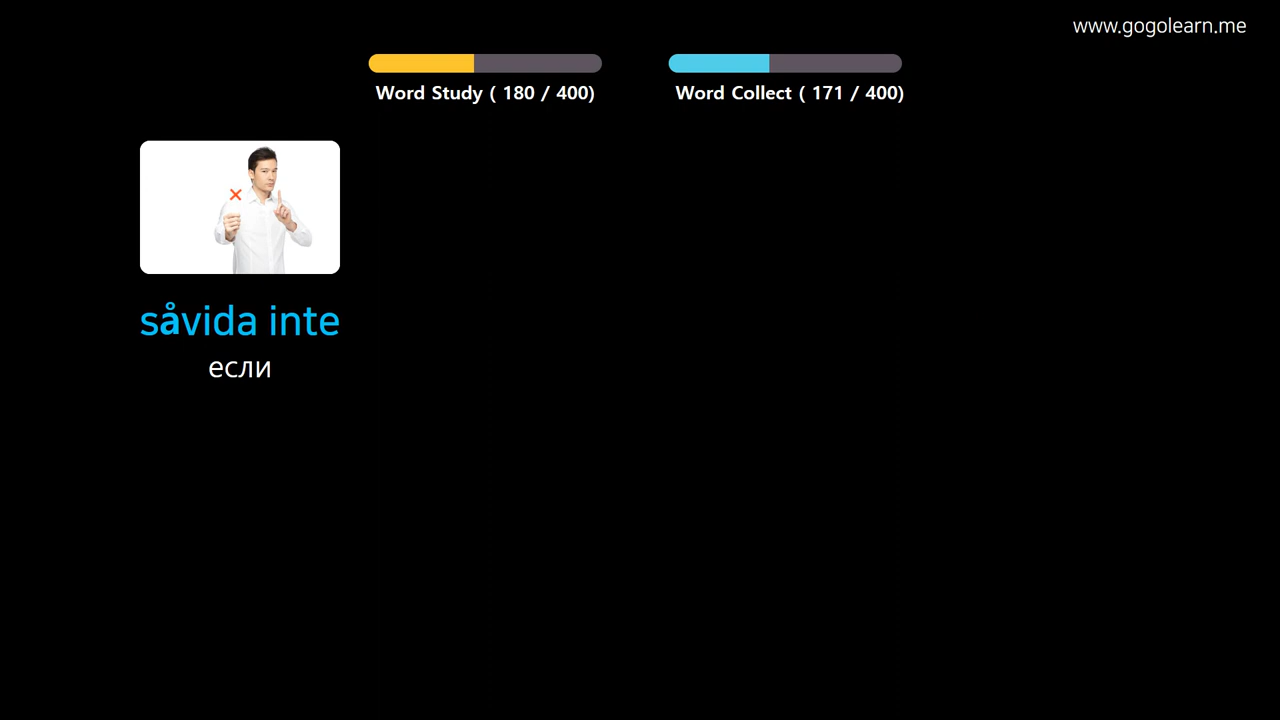 www.gogolearn.me
Word Study ( 180 / 400)
Word Collect ( 171 / 400)
såvida inte
если